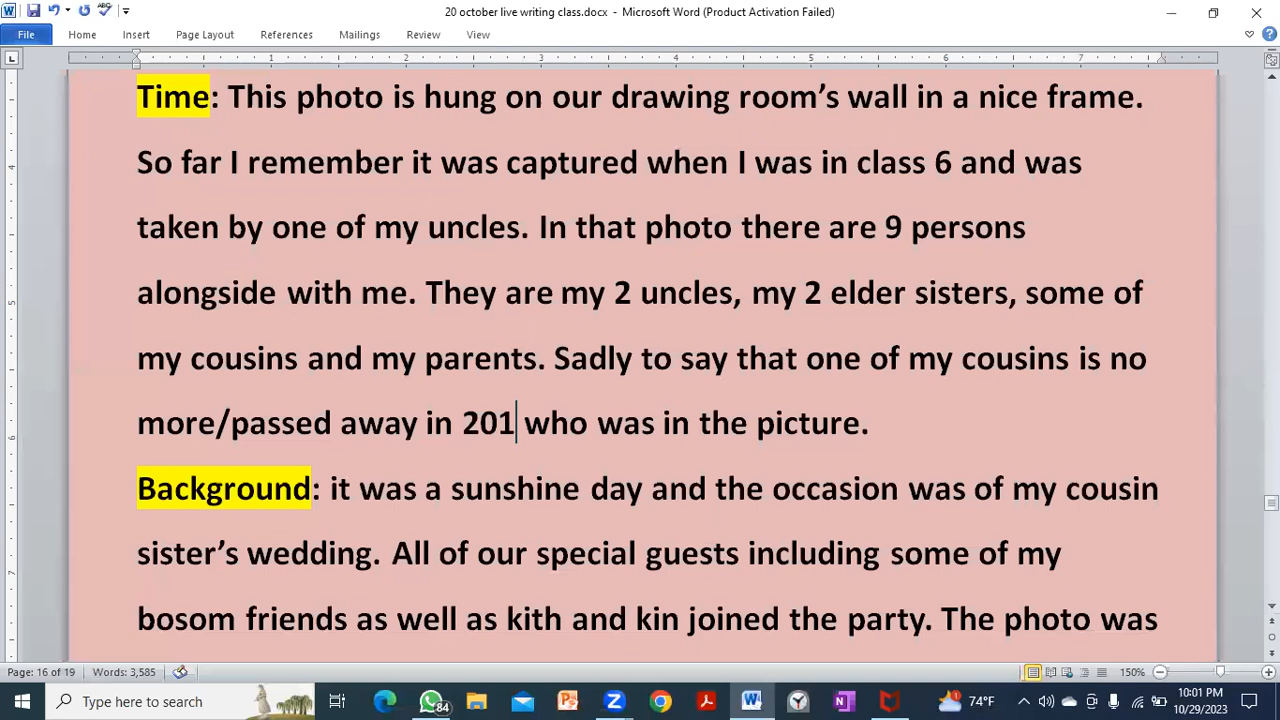 20 october live writing class.docx - Microsoft Word (Product Activation Failed)
File Home Insert Page Layout References Mailings Review View
1 2 3 4 5 6 7
Time: This photo is hung on our drawing room’s wall in a nice frame.
So far I remember it was captured when I was in class 6 and was
taken by one of my uncles. In that photo there are 9 persons
alongside with me. They are my 2 uncles, my 2 elder sisters, some of
my cousins and my parents. Sadly to say that one of my cousins is no
more/passed away in 201 who was in the picture.
Background: it was a sunshine day and the occasion was of my cousin
sister’s wedding. All of our special guests including some of my
bosom friends as well as kith and kin joined the party. The photo was
Page: 16 of 19 Words: 3,585 150%
Type here to search 84 74°F 10:01 PM
10/29/2023